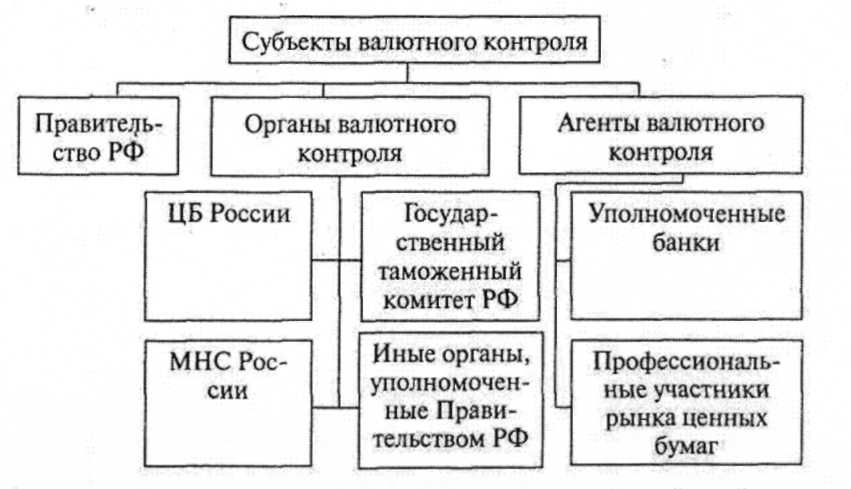 Субъекты валютного контроля
Правитель-
ство РФ
Органы валютного
контроля
Агенты валютного
контроля
ЦБ России
Государ-
ственный
таможенный
комитет РФ
Уполномоченные
банки
МНС Рос-
сии
Иные органы,
уполномочен-
ные Прави-
тельством РФ
Профессиональ-
ные участники
рынка ценных
бумаг